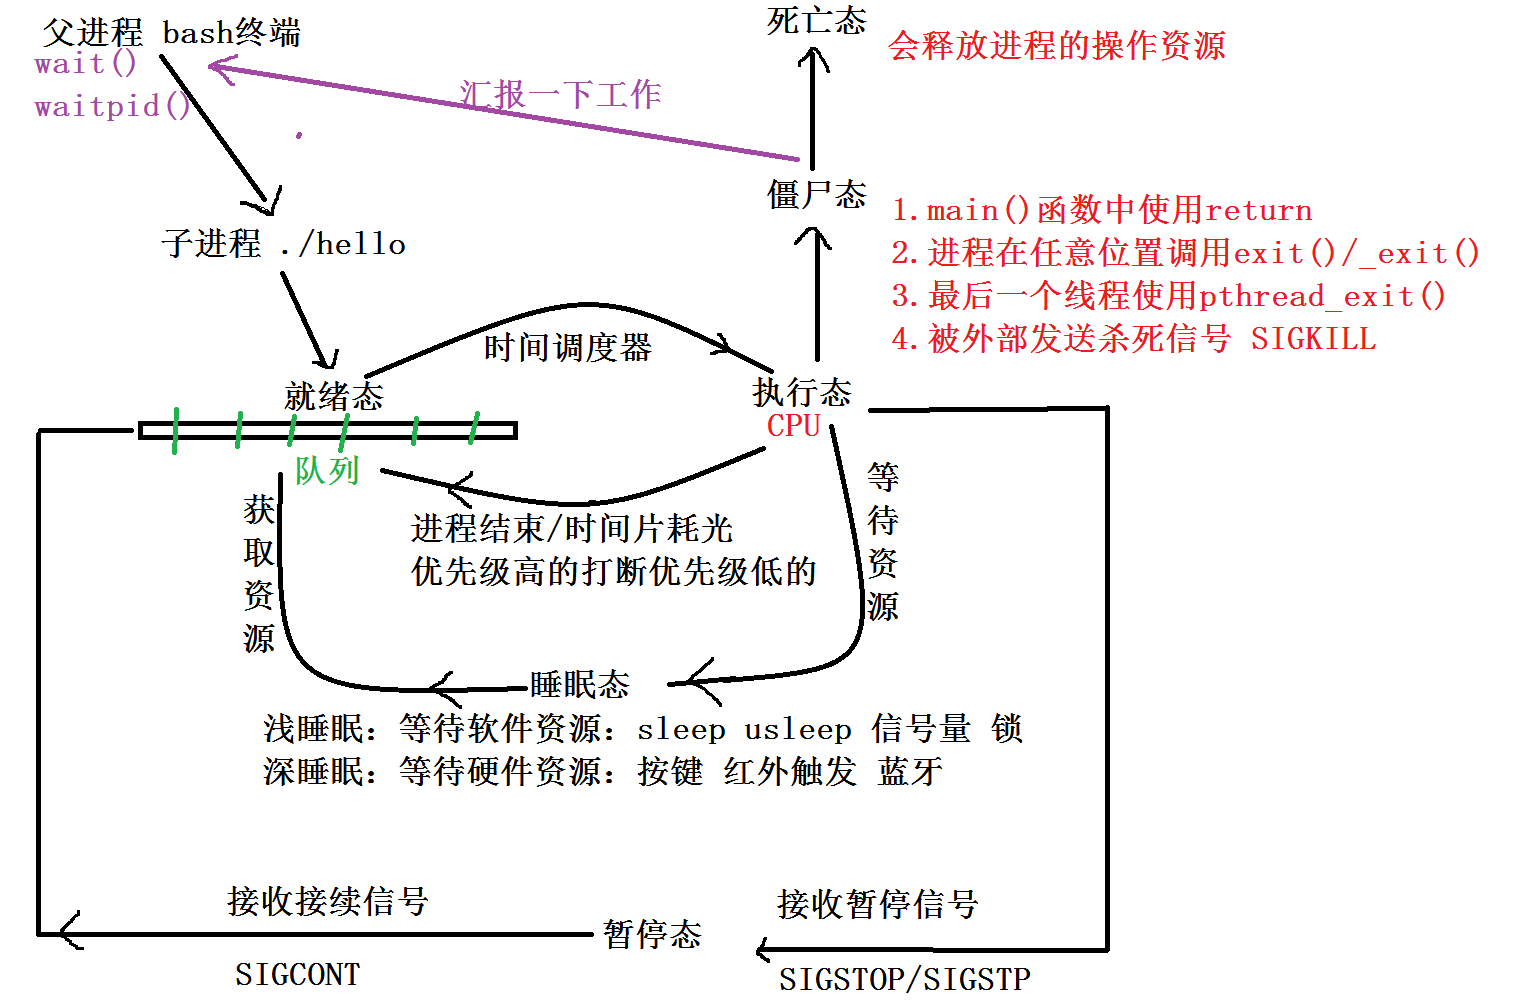 父进程 bash终端
wait()
waitpid()
汇报一下工作
死亡态
会释放进程的操作资源
僵尸态
1.main()函数中使用return
2.进程在任意位置调用exit()/_exit()
3.最后一个线程使用pthread_exit()
4.被外部发送杀死信号 SIGKILL
子进程 ./hello
时间调度器
就绪态
执行态
CPU
队列
获取资源
等待资源
进程结束/时间片耗光
优先级高的打断优先级低的
睡眠态
浅睡眠：等待软件资源：sleep usleep 信号量 锁
深睡眠：等待硬件资源：按键 红外触发 蓝牙
接收接续信号
接收暂停信号
暂停态
SIGCONT
SIGSTOP/SIGSTP